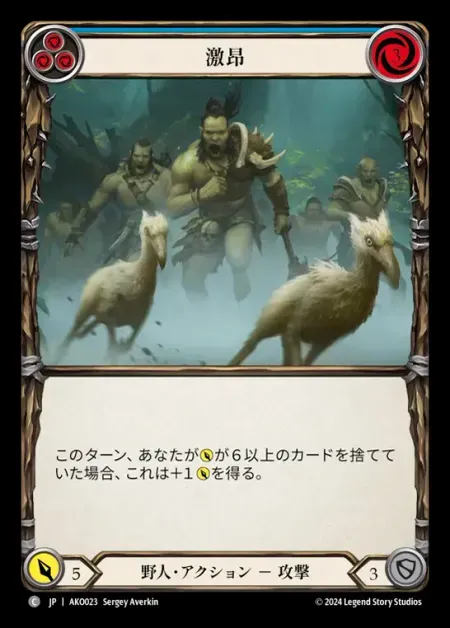 激昂
3
このターン、あなたが が６以上のカードを捨てて
いた場合、これは＋１ を得る。
5
野人・アクション － 攻撃
3
C JP | AKO023 Sergey Averkin
© 2024 Legend Story Studios